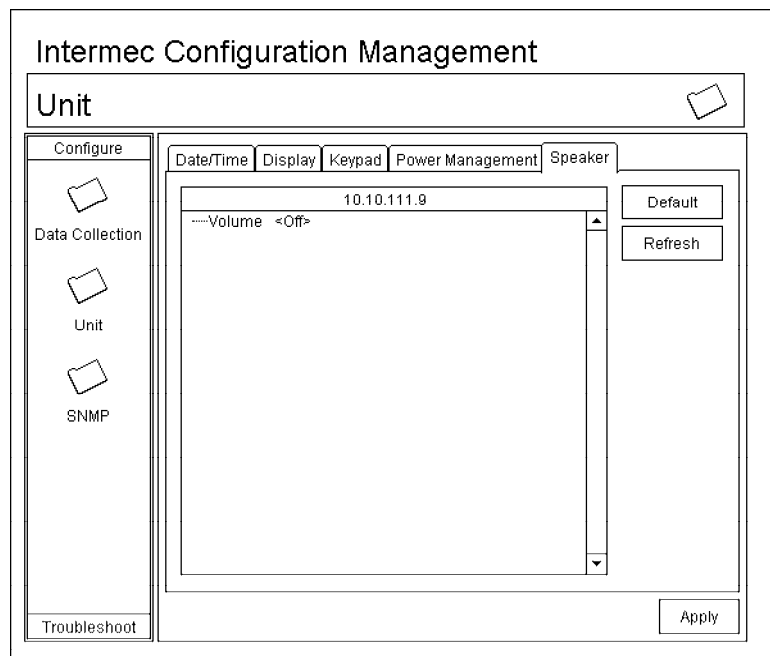 Intermec Configuration Management
Unit
Configure
Data Collection
Unit
SNMP
Troubleshoot
Date/Time Display Keypad Power Management Speaker
10.10.111.9
Volume <Off>
Default
Refresh
Apply